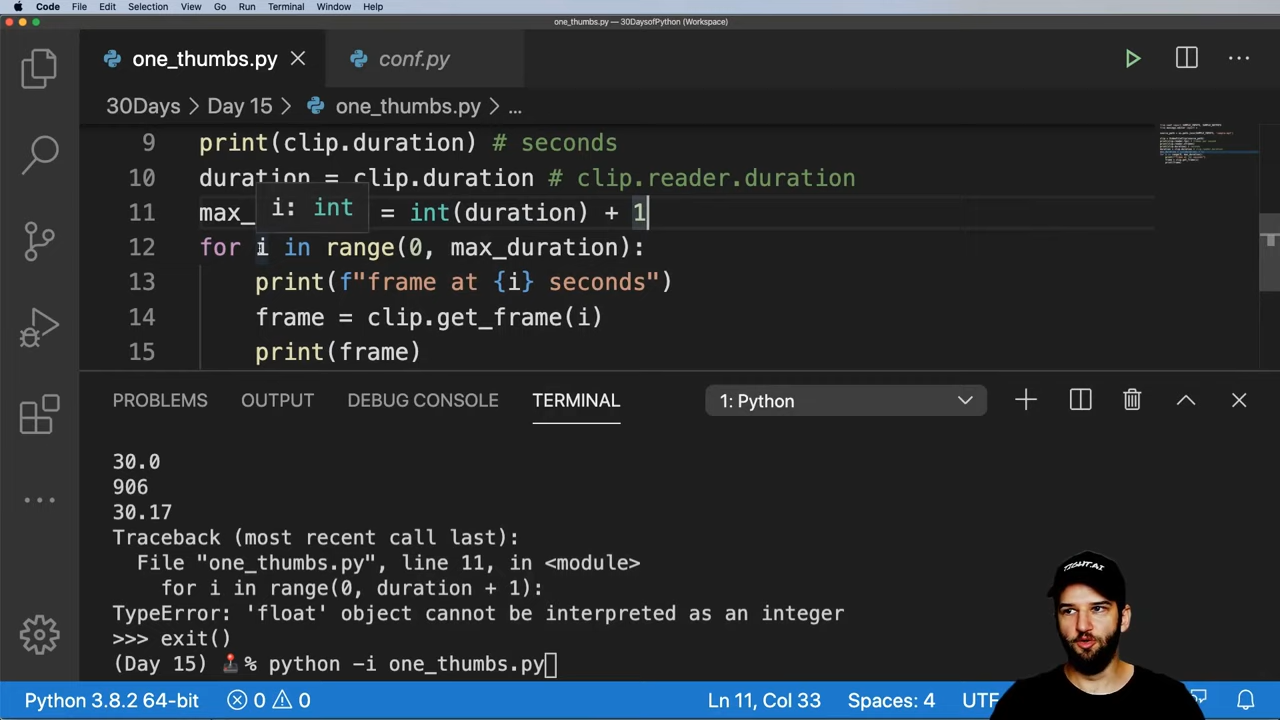 Code File Edit Selection View Go Run Terminal Window Help
one_thumbs.py — 30DaysofPython (Workspace)
one_thumbs.py conf.py
30Days > Day 15 > one_thumbs.py > ...
9 print(clip.duration) # seconds
10 duration = clip.duration # clip.reader.duration
i: int
11 max_ = int(duration) + 1
12 for i in range(0, max_duration):
13 print(f"frame at {i} seconds")
14 frame = clip.get_frame(i)
15 print(frame)
PROBLEMS OUTPUT DEBUG CONSOLE TERMINAL 1: Python
30.0
906
30.17
Traceback (most recent call last):
File "one_thumbs.py", line 11, in <module>
for i in range(0, duration + 1):
TypeError: 'float' object cannot be interpreted as an integer
>>> exit()
(Day 15) 🕹% python -i one_thumbs.py
Python 3.8.2 64-bit 0 0 Ln 11, Col 33 Spaces: 4 UTF